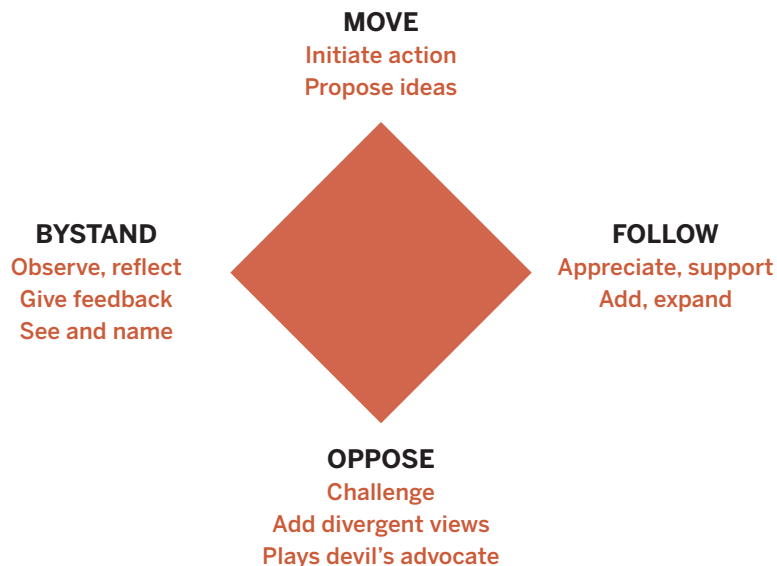 MOVE
Initiate action
Propose ideas
BYSTAND
Observe, reflect
Give feedback
See and name
FOLLOW
Appreciate, support
Add, expand
OPPOSE
Challenge
Add divergent views
Plays devil’s advocate